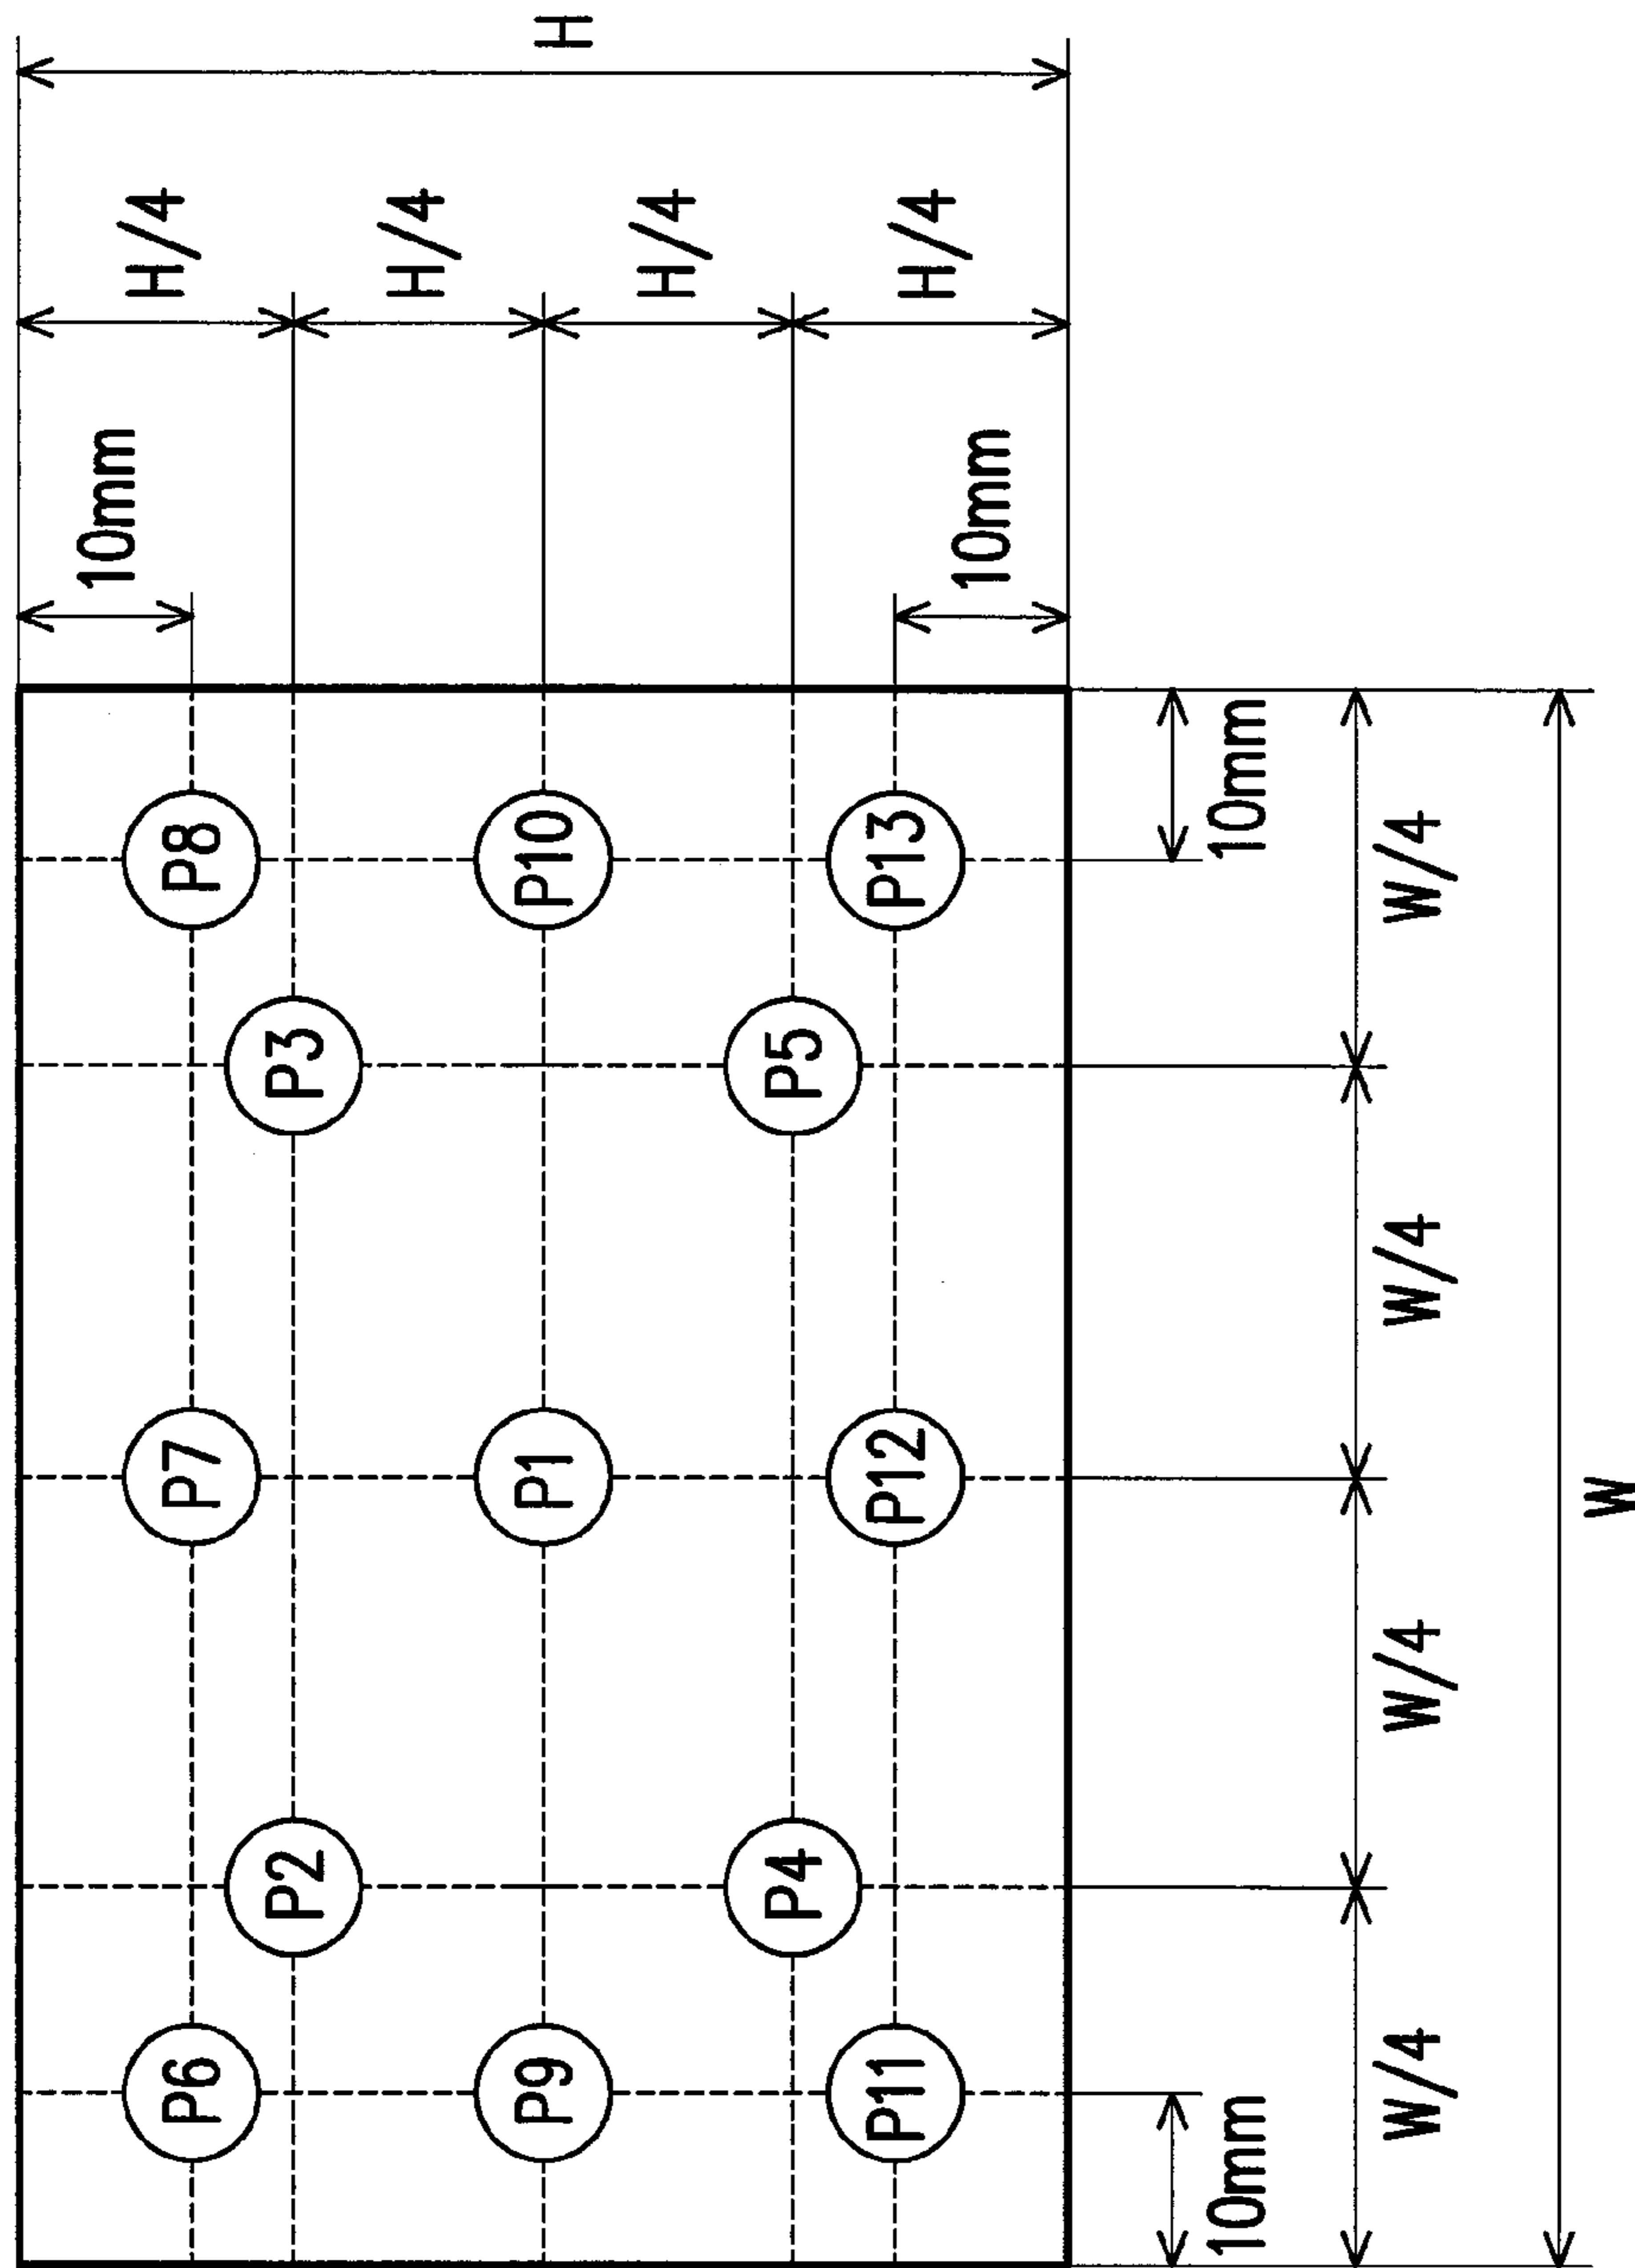 10mm
H/4
P6 P7 P8
P2 P3
H/4
P9 P1 P10
H
H/4
P4 P5
P11 P12 P13
H/4
10mm
10mm 10mm
W/4 W/4 W/4 W/4
W